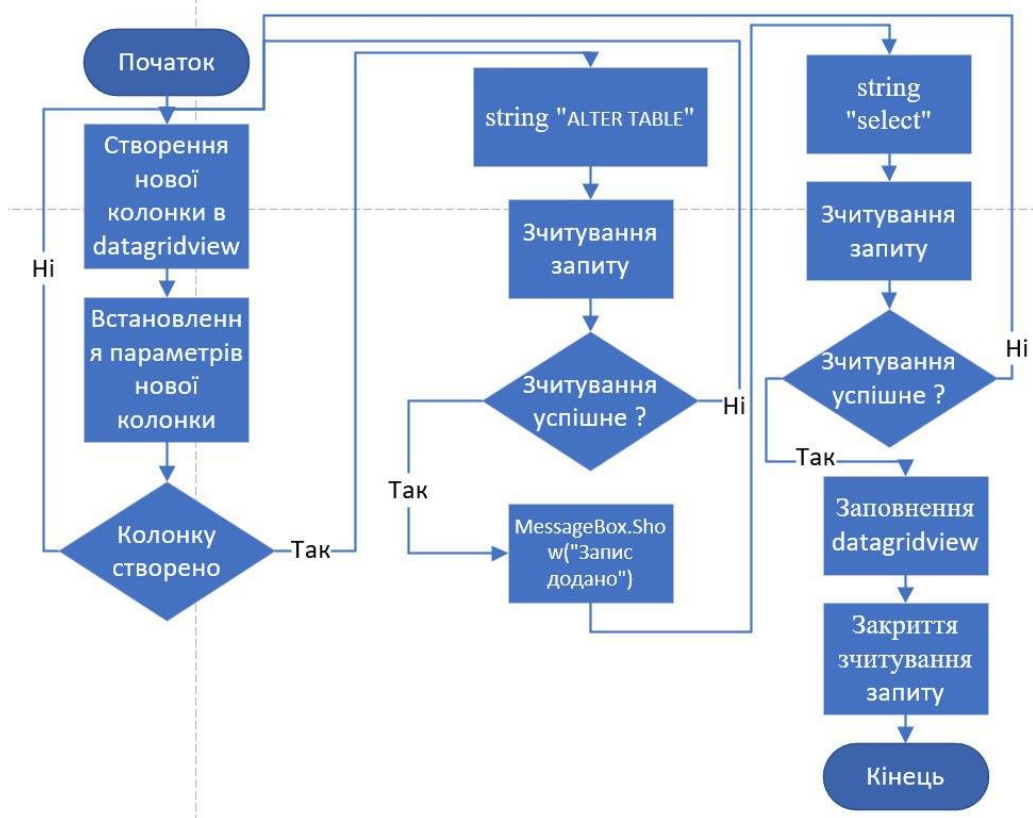 Початок
Створення
нової
колонки в
datagridview
Ні
Встановленн
я параметрів
нової
колонки
Колонку
створено
Так
string "ALTER TABLE"
Зчитування
запиту
Зчитування
успішне ?
Ні
Так
MessageBox.Sho
w("Запис
додано")
string
"select"
Зчитування
запиту
Зчитування
успішне ?
Ні
Так
Заповнення
datagridview
Закриття
зчитування
запиту
Кінець